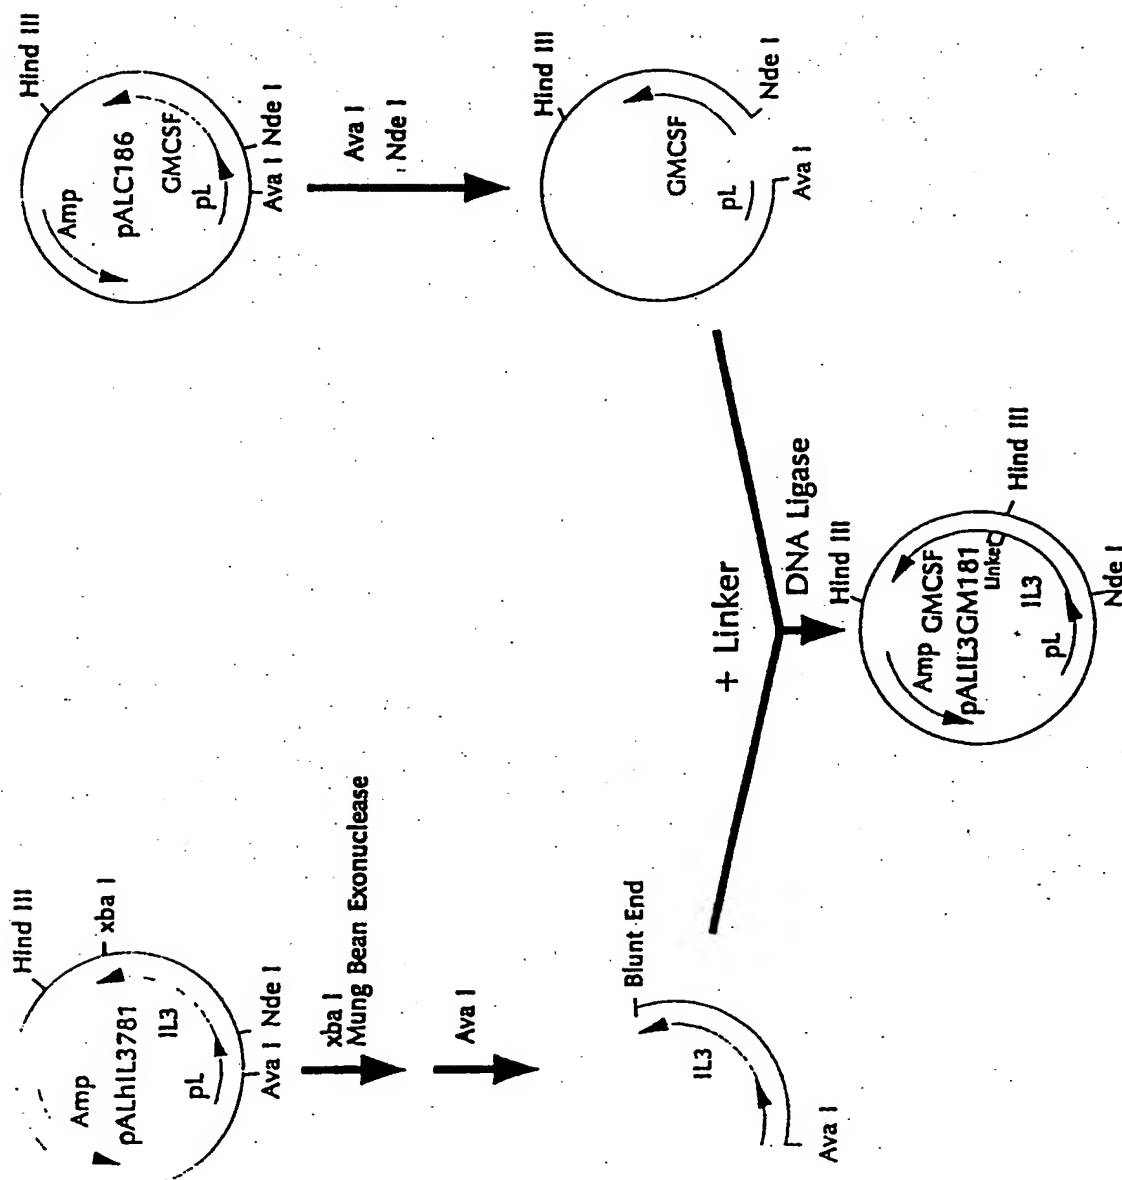 Hind III
xba I
Amp
pALhIL3781
IL3
pL
Ava I
Nde I
xba I
Mung Bean Exonuclease
Ava I
Blunt End
IL3
Ava I
Hind III
Amp
pALC186
GMCSF
pL
Ava I
Nde I
Ava I
Nde I
Hind III
GMCSF
pL
Nde I
Ava I
+ Linker
DNA Ligase
Hind III
Amp GMCSF
pALIL3GM181
Linker
Hind III
IL3
pL
Nde I